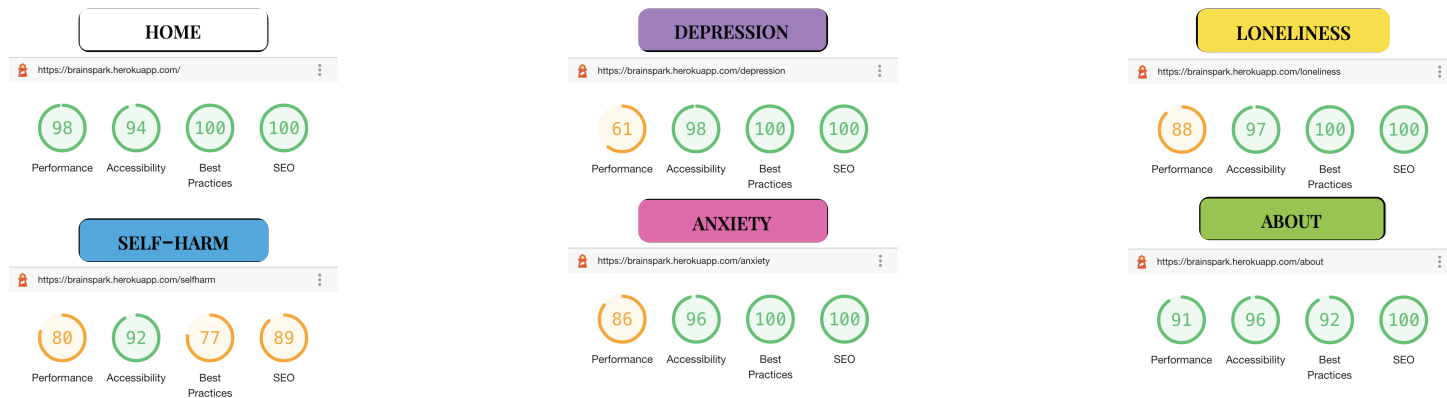 HOME
https://brainspark.herokuapp.com/
98 94 100 100
Performance Accessibility Best Practices SEO
DEPRESSION
https://brainspark.herokuapp.com/depression
61 98 100 100
Performance Accessibility Best Practices SEO
LONELINESS
https://brainspark.herokuapp.com/loneliness
88 97 100 100
Performance Accessibility Best Practices SEO
SELF-HARM
https://brainspark.herokuapp.com/selfharm
80 92 77 89
Performance Accessibility Best Practices SEO
ANXIETY
https://brainspark.herokuapp.com/anxiety
86 96 100 100
Performance Accessibility Best Practices SEO
ABOUT
https://brainspark.herokuapp.com/about
91 96 92 100
Performance Accessibility Best Practices SEO